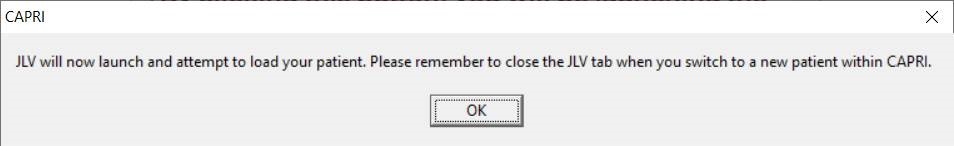 CAPRI
JLV will now launch and attempt to load your patient. Please remember to close the JLV tab when you switch to a new patient within CAPRI.
OK